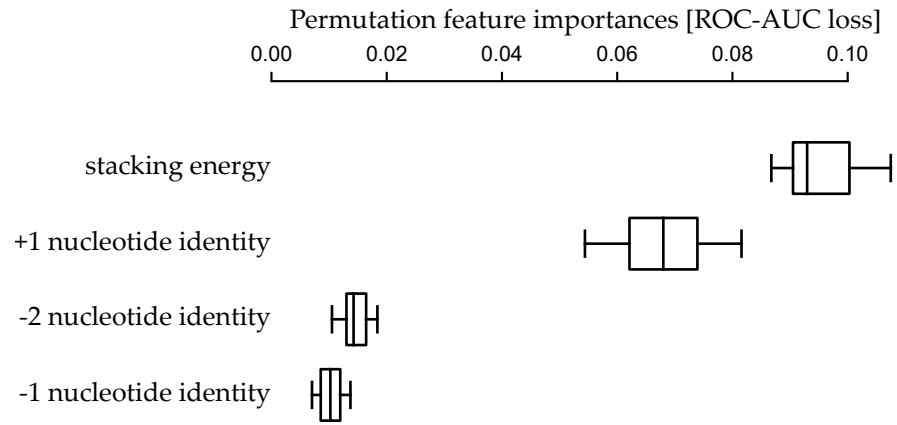 Permutation feature importances [ROC-AUC loss]
0.00 0.02 0.04 0.06 0.08 0.10
stacking energy
+1 nucleotide identity
-2 nucleotide identity
-1 nucleotide identity